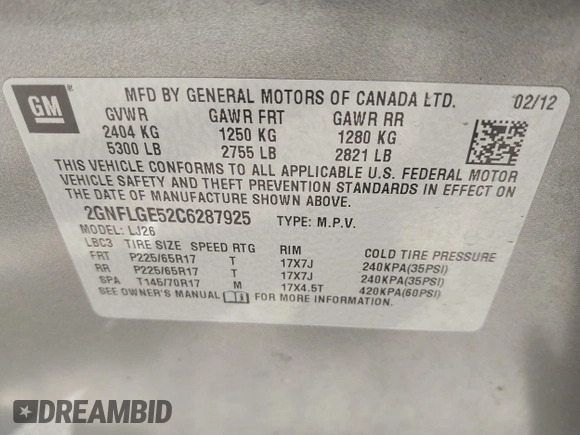 GM
MFD BY GENERAL MOTORS OF CANADA LTD. 02/12
GVWR GAWR FRT GAWR RR
2404 KG 1250 KG 1280 KG
5300 LB 2755 LB 2821 LB
THIS VEHICLE CONFORMS TO ALL APPLICABLE U.S. FEDERAL MOTOR
VEHICLE SAFETY AND THEFT PREVENTION STANDARDS IN EFFECT ON
THE DATE OF MANUFACTURE SHOWN ABOVE.
2GNFLGE52C6287925 TYPE: M.P.V.
MODEL: LJ26
LBC3 TIRE SIZE SPEED RTG RIM COLD TIRE PRESSURE
FRT P225/65R17 T 17X7J 240KPA(35PSI)
RR P225/65R17 T 17X7J 240KPA(35PSI)
SPA T145/70R17 M 17X4.5T 420KPA(60PSI)
SEE OWNER'S MANUAL FOR MORE INFORMATION.
DREAMBID